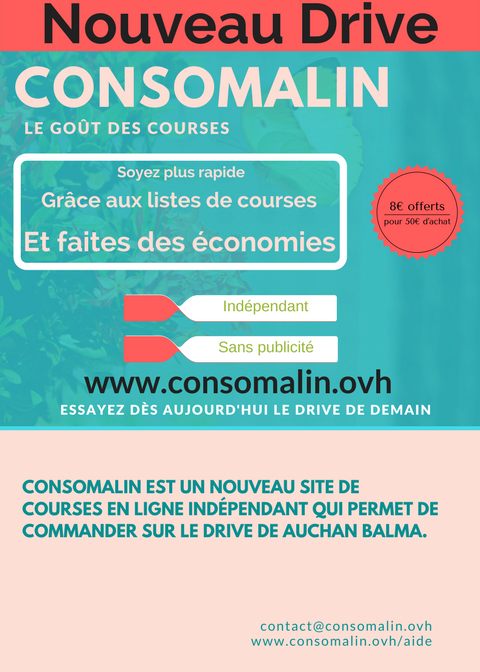 Nouveau Drive
CONSOMALIN
LE GOÛT DES COURSES
Soyez plus rapide
Grâce aux listes de courses
Et faites des économies
8€ offerts
pour 50€ d'achat
Indépendant
Sans publicité
www.consomalin.ovh
ESSAYEZ DÈS AUJOURD'HUI LE DRIVE DE DEMAIN
CONSOMALIN EST UN NOUVEAU SITE DE
COURSES EN LIGNE INDÉPENDANT QUI PERMET DE
COMMANDER SUR LE DRIVE DE AUCHAN BALMA.
contact@consomalin.ovh
www.consomalin.ovh/aide